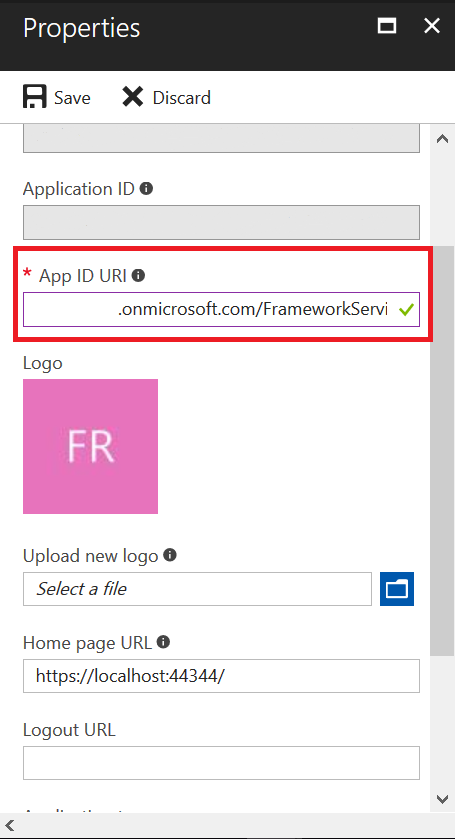 Properties
Save Discard
Application ID
* App ID URI
.onmicrosoft.com/FrameworkServi
Logo
FR
Upload new logo
Select a file
Home page URL
https://localhost:44344/
Logout URL